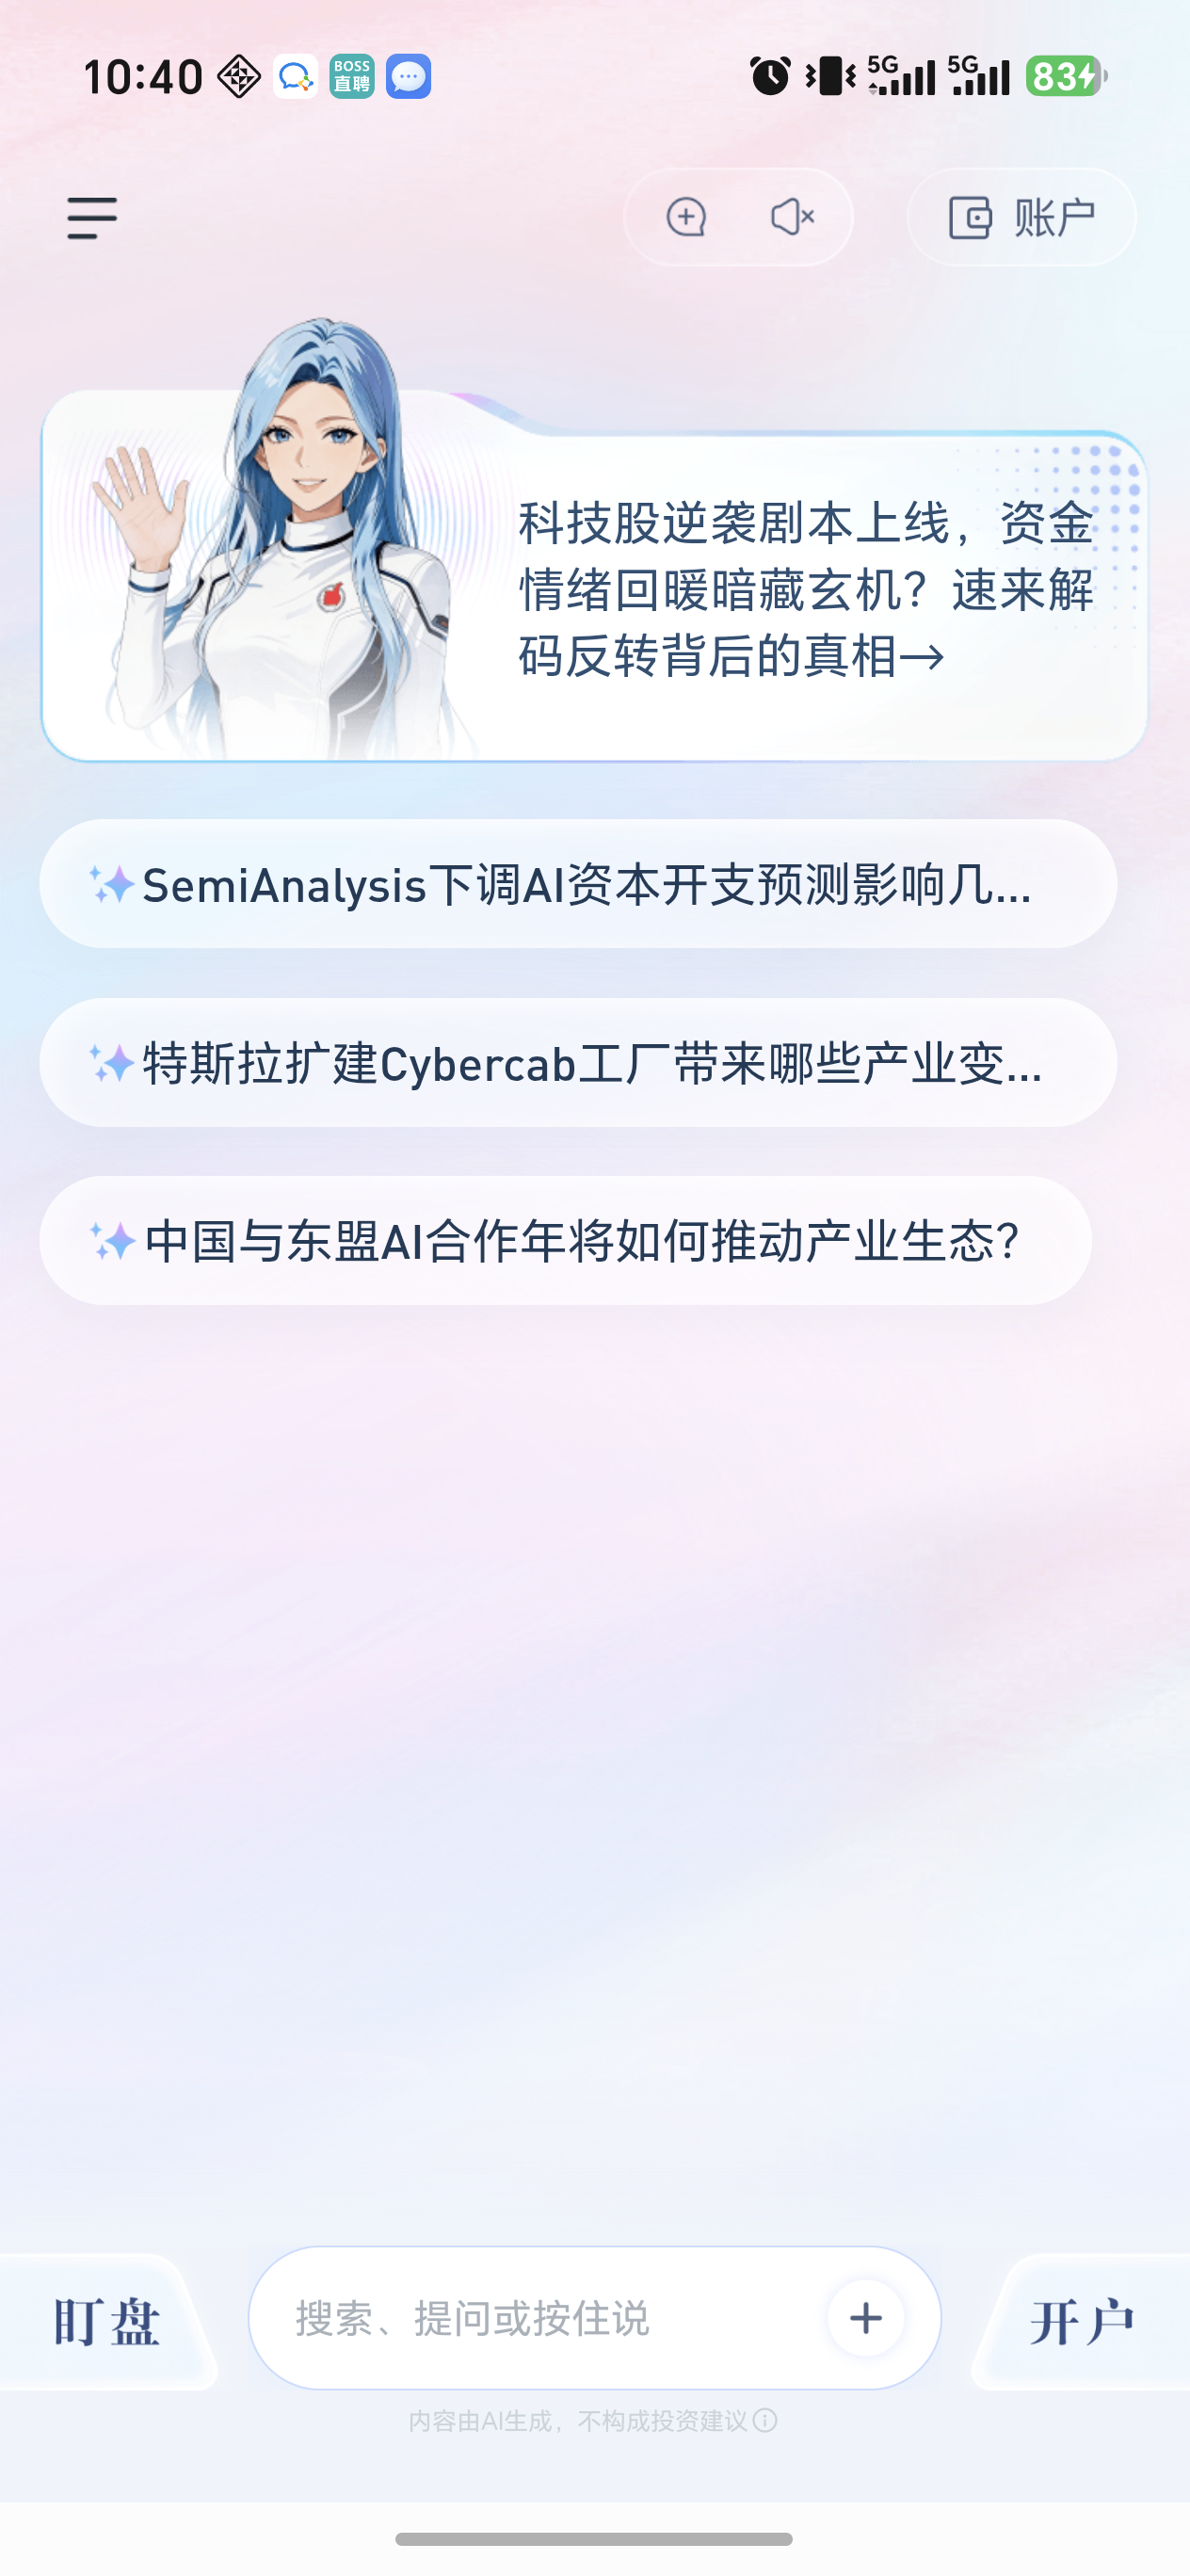 10:40
BOSS
直聘
5G
5G
83
账户
科技股逆袭剧本上线，资金
情绪回暖暗藏玄机？速来解
码反转背后的真相→
SemiAnalysis下调AI资本开支预测影响几...
特斯拉扩建Cybercab工厂带来哪些产业变...
中国与东盟AI合作年将如何推动产业生态？
盯盘
搜索、提问或按住说
开户
内容由AI生成，不构成投资建议